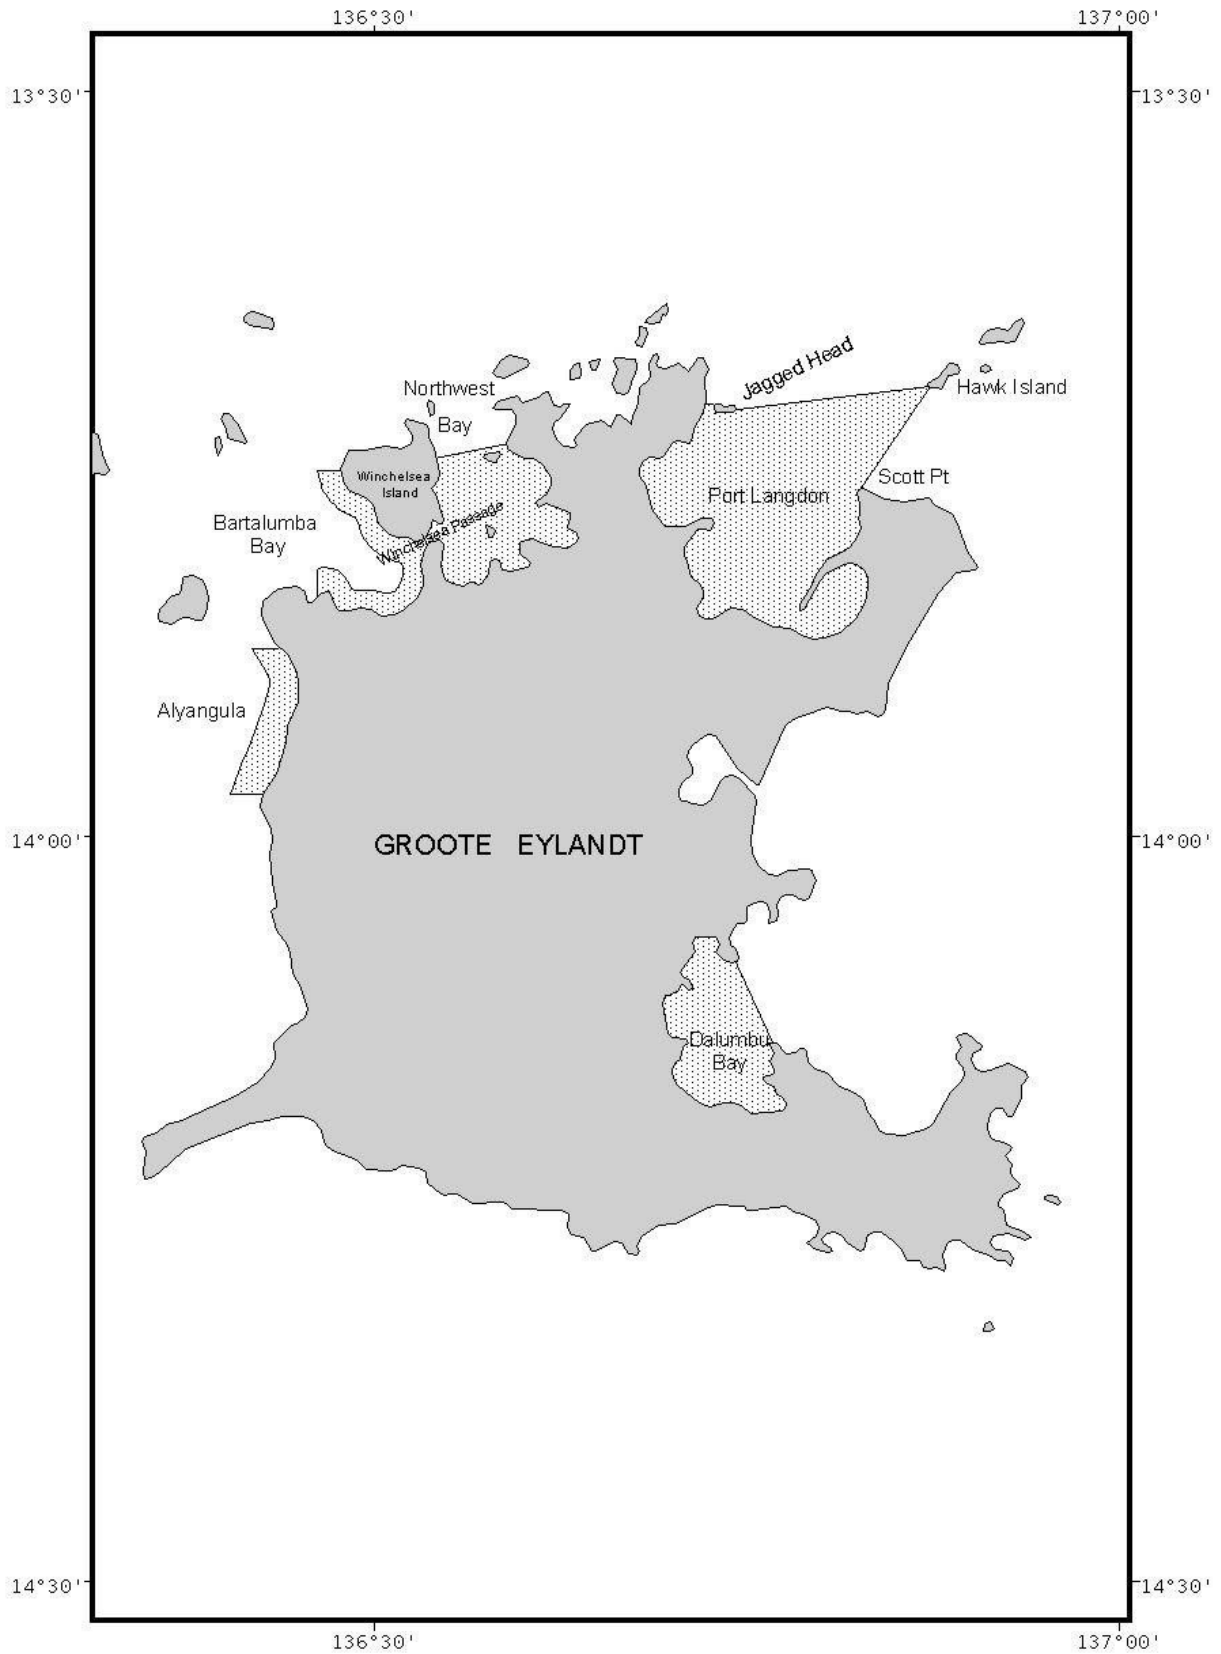 136°30'
137°00'
13°30'
13°30'
Jagged Head
Northwest
Bay
Hawk Island
Winchelsea
Island
Scott Pt
Port Langdon
Bartalumba
Bay
Winchelsea Passage
Alyangula
GROOTE EYLANDT
14°00'
14°00'
Dalumbu
Bay
14°30'
14°30'
136°30'
137°00'